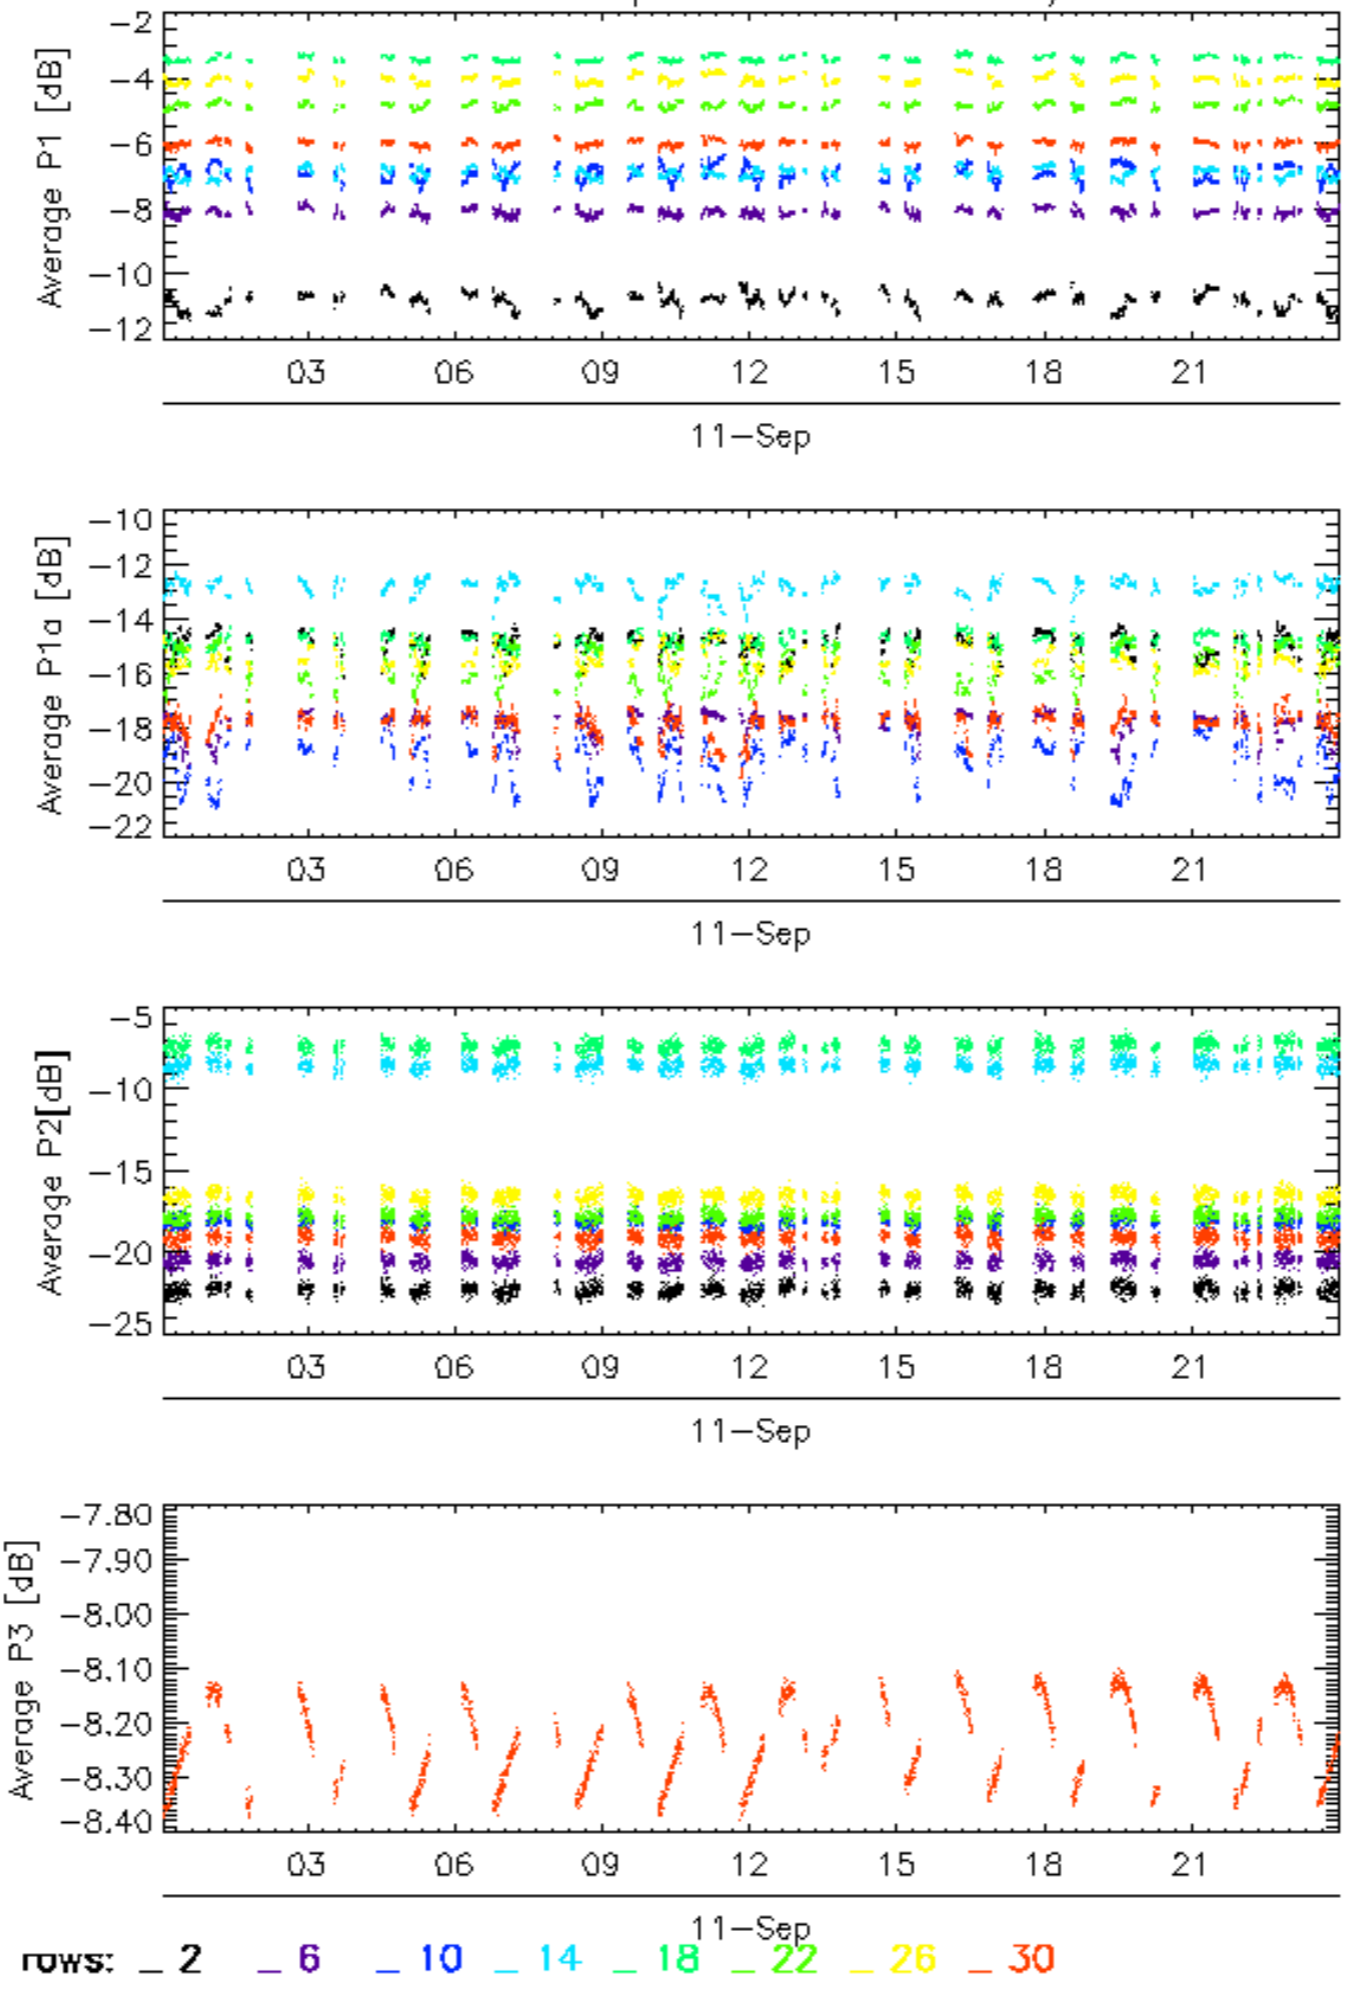 Average P1 [dB]
-2
-4
-6
-8
-10
-12
03 06 09 12 15 18 21
11-Sep
Average P1a [dB]
-10
-12
-14
-16
-18
-20
-22
03 06 09 12 15 18 21
11-Sep
Average P2[dB]
-5
-10
-15
-20
-25
03 06 09 12 15 18 21
11-Sep
Average P3 [dB]
-7.80
-7.90
-8.00
-8.10
-8.20
-8.30
-8.40
03 06 09 12 15 18 21
11-Sep
rows: _ 2 _ 6 _ 10 _ 14 _ 18 _ 22 _ 26 _ 30